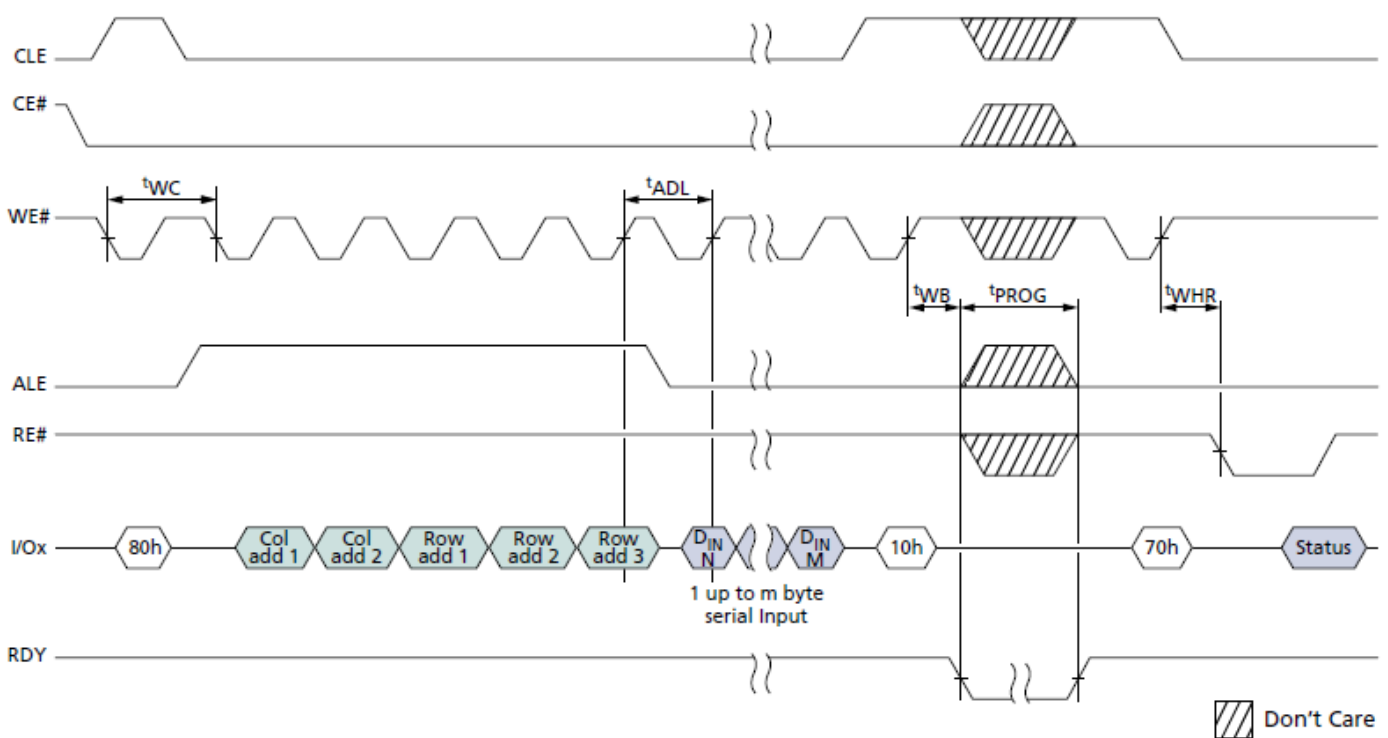 CLE
CE#
tWC
tADL
WE#
tWB
tPROG
tWHR
ALE
RE#
I/Ox
80h
Col
add 1
Col
add 2
Row
add 1
Row
add 2
Row
add 3
DIN
N
DIN
M
10h
70h
Status
1 up to m byte
serial Input
RDY
Don't Care